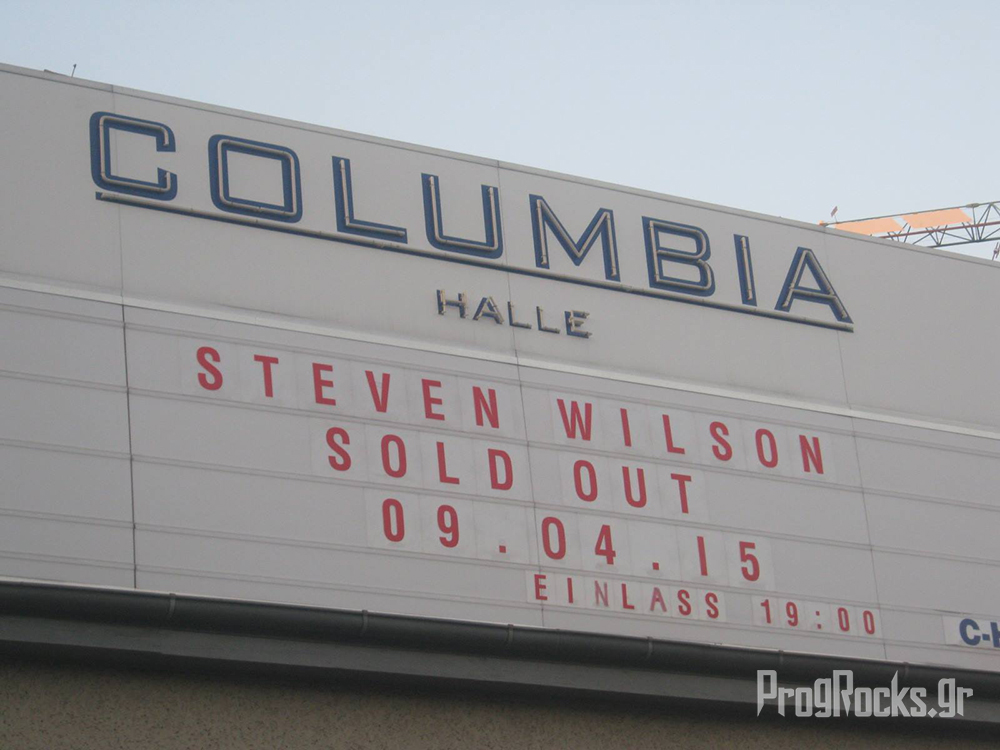 COLUMBIA
HALLE
STEVEN WILSON
SOLD OUT
09.04.15
EINLASS 19:00
ProgRocks.gr